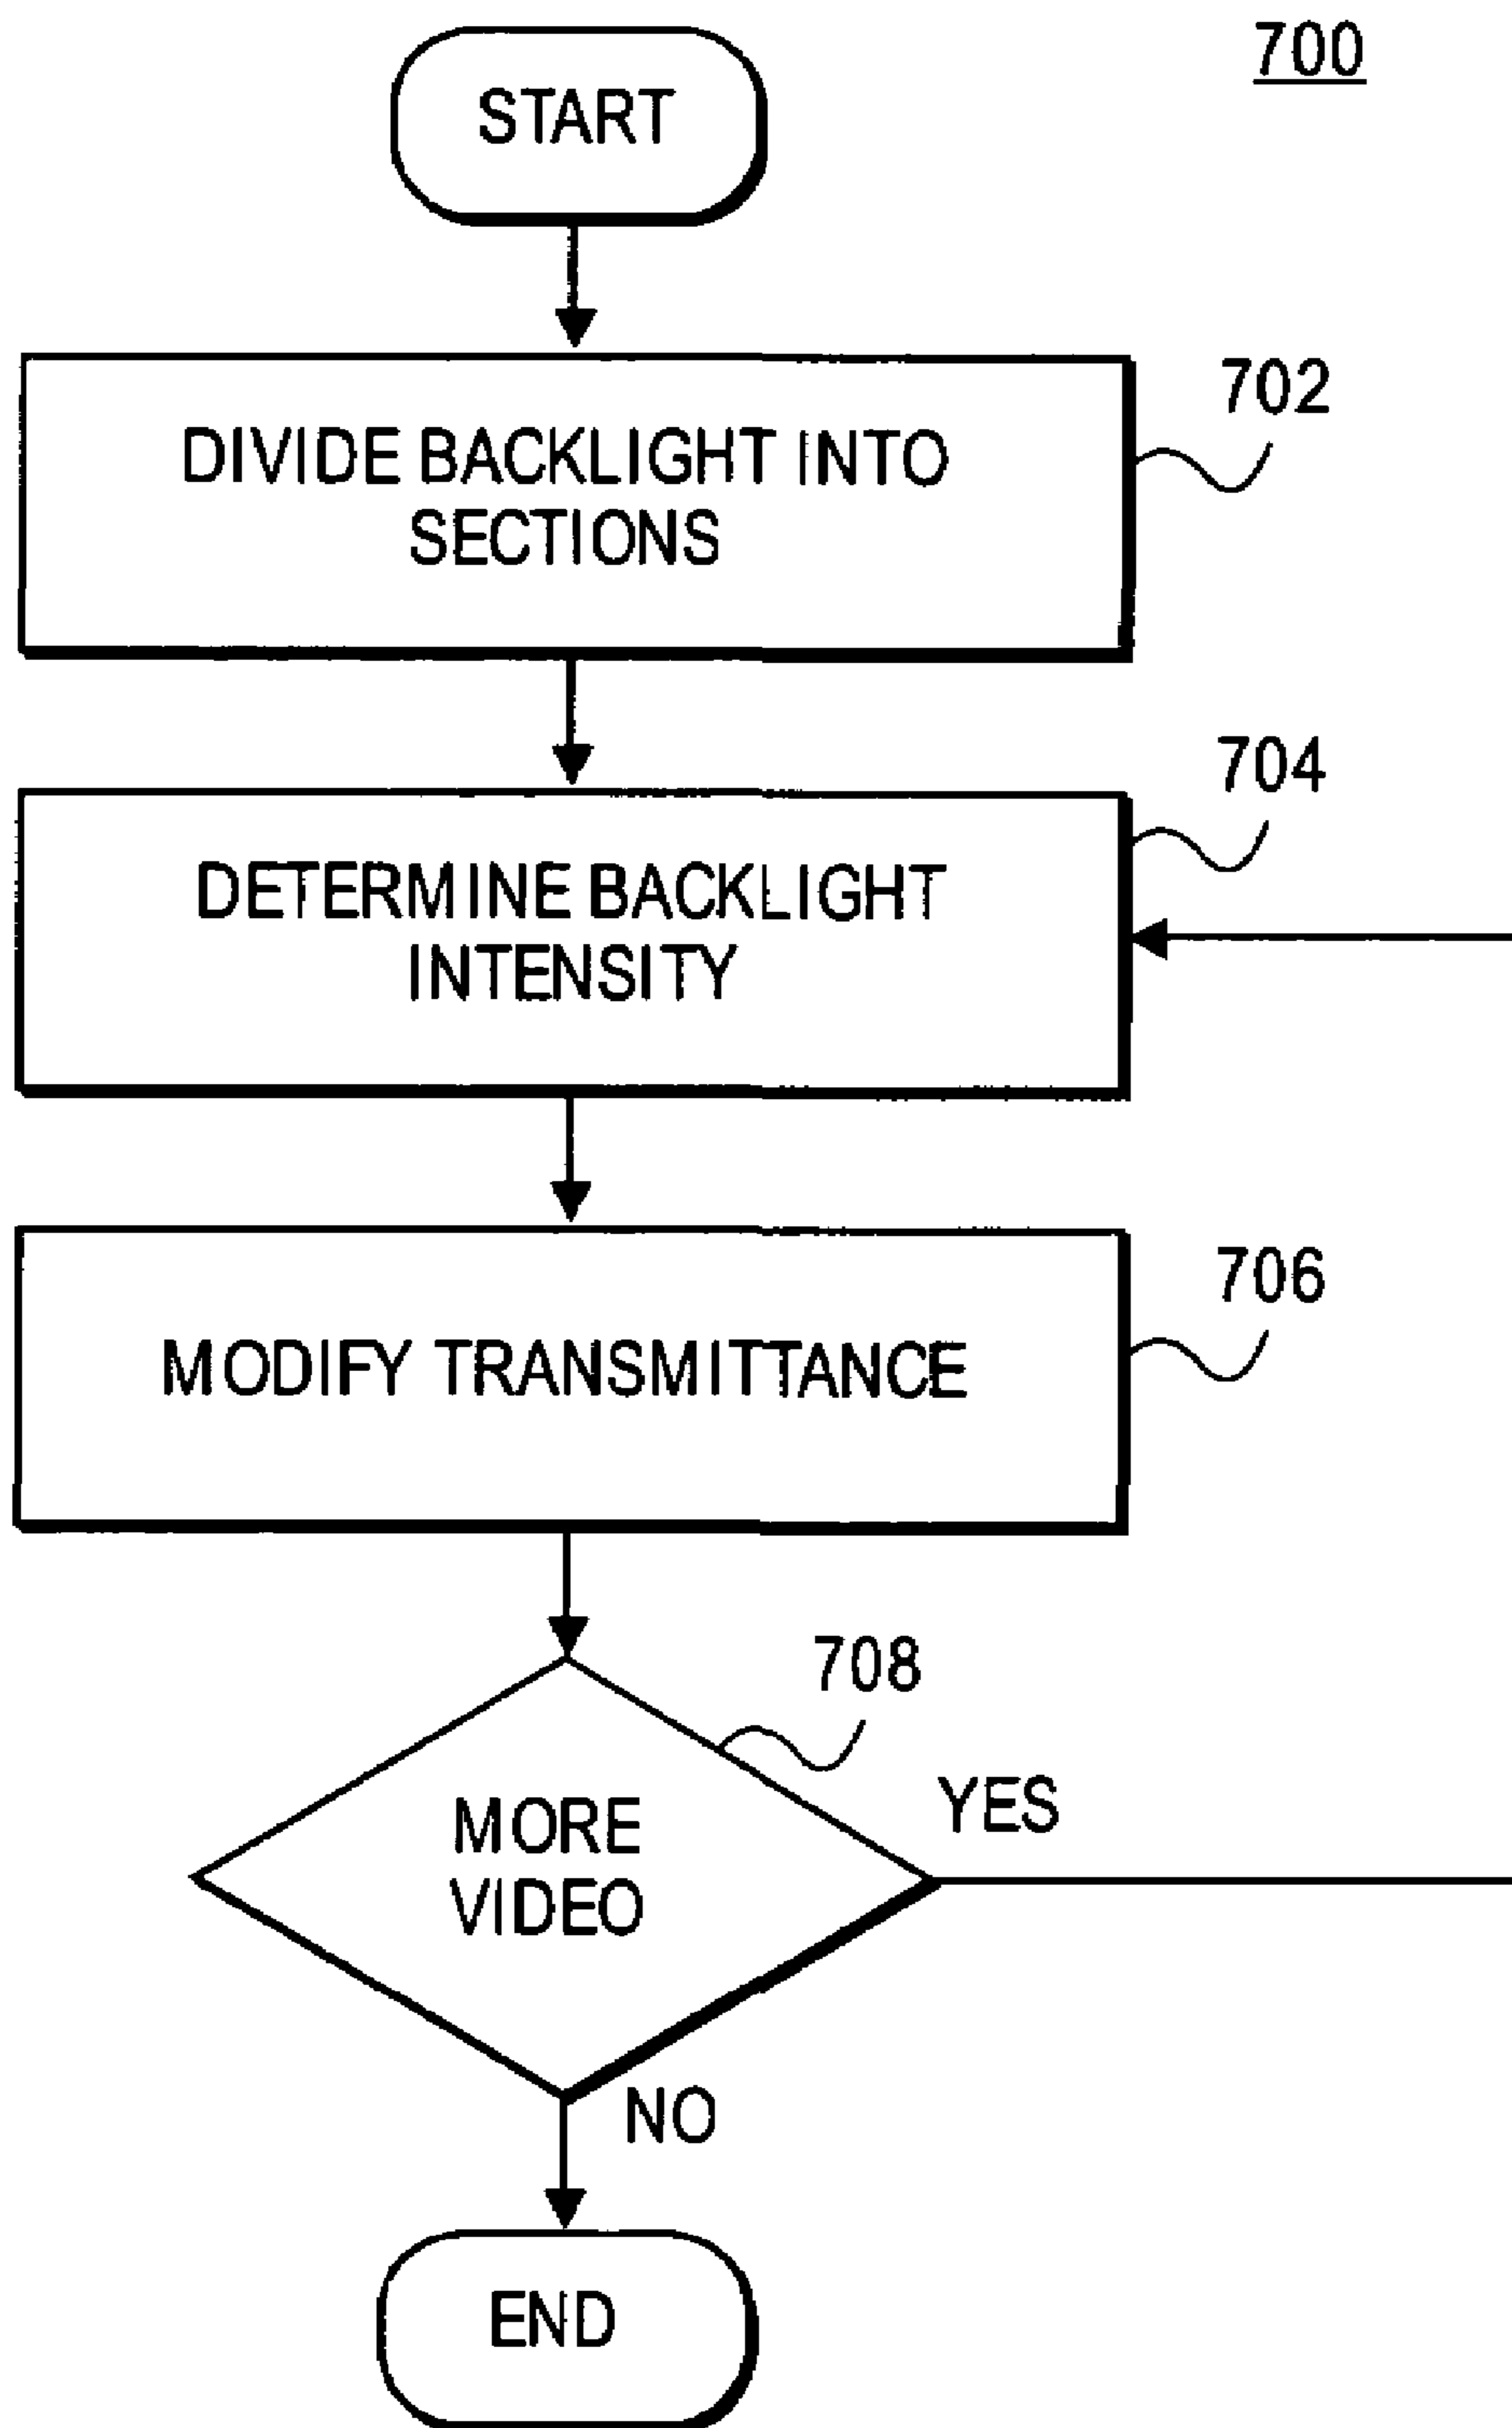 700
START
702
DIVIDE BACKLIGHT INTO
SECTIONS
704
DETERMINE BACKLIGHT
INTENSITY
706
MODIFY TRANSMITTANCE
708
MORE
VIDEO
YES
NO
END